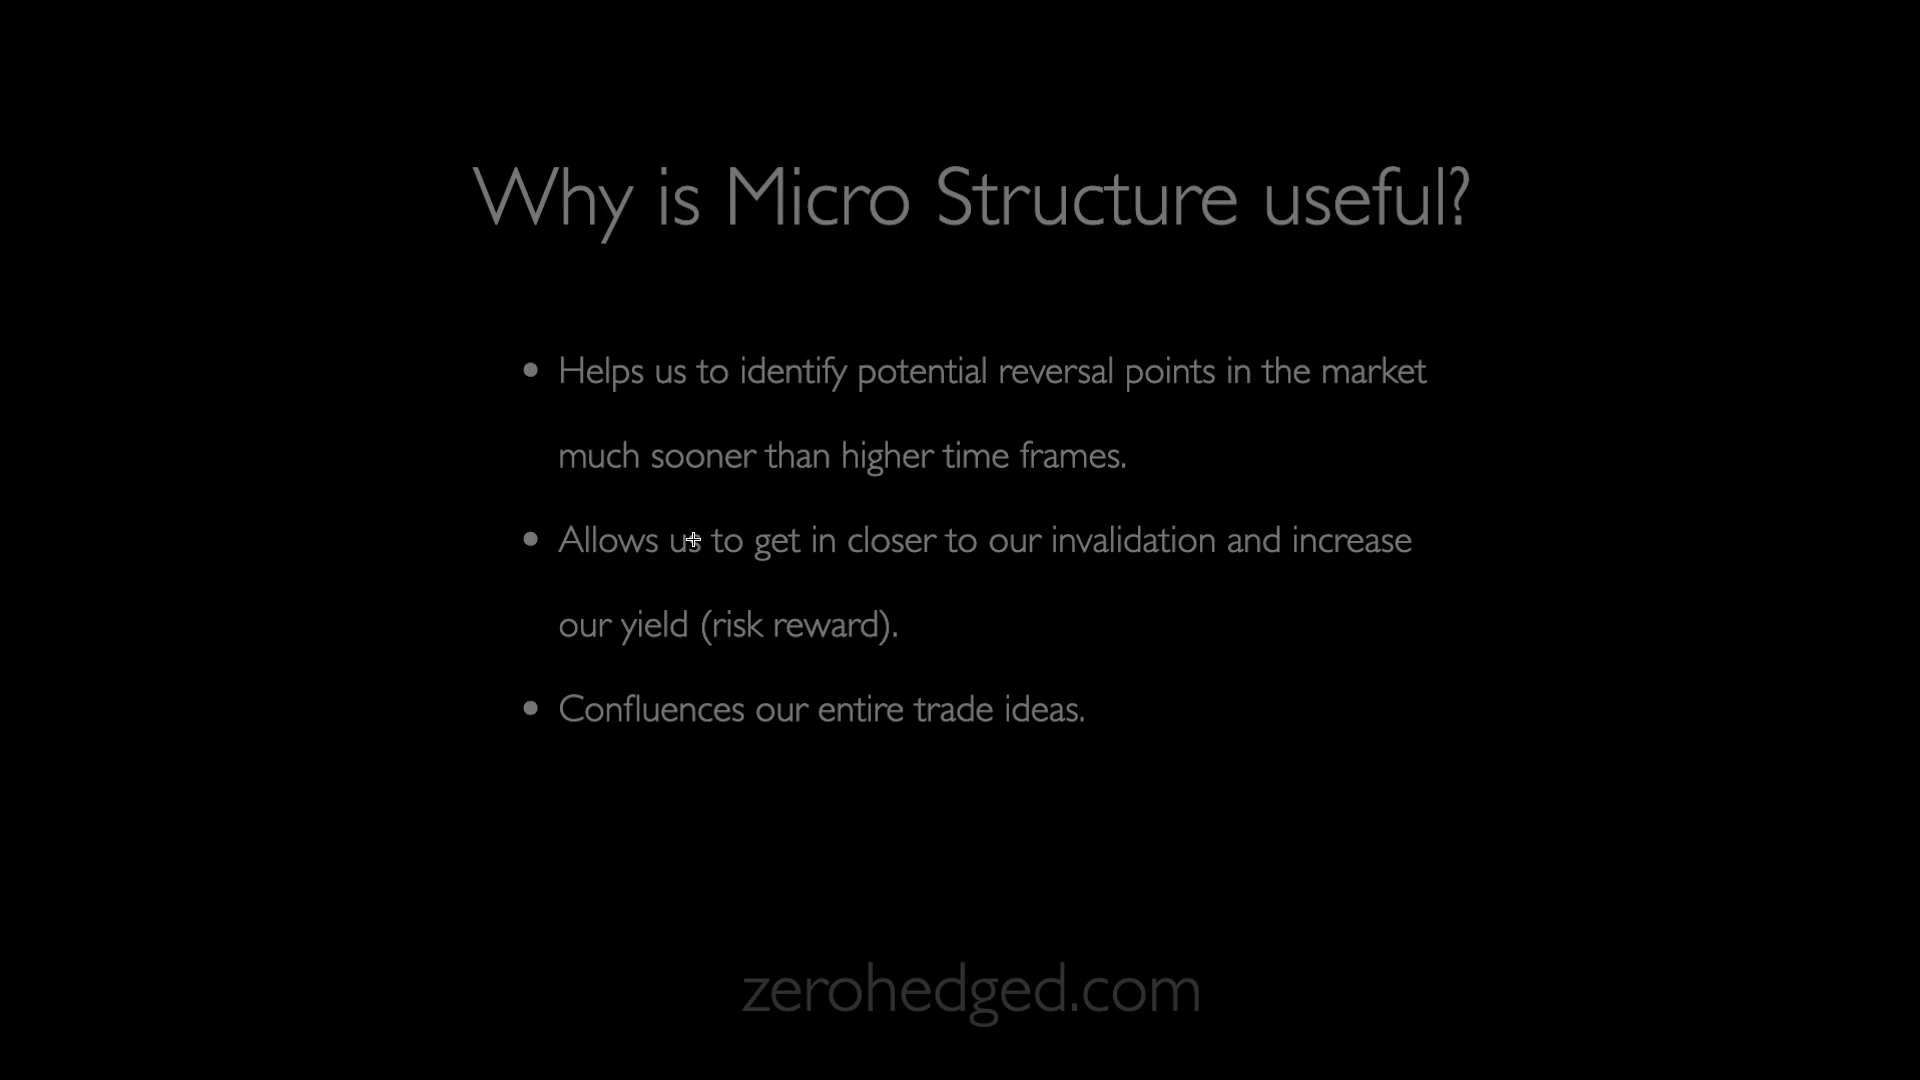 Why is Micro Structure useful?
• Helps us to identify potential reversal points in the market
much sooner than higher time frames.
• Allows us to get in closer to our invalidation and increase
our yield (risk reward).
• Confluences our entire trade ideas.
zerohedged.com